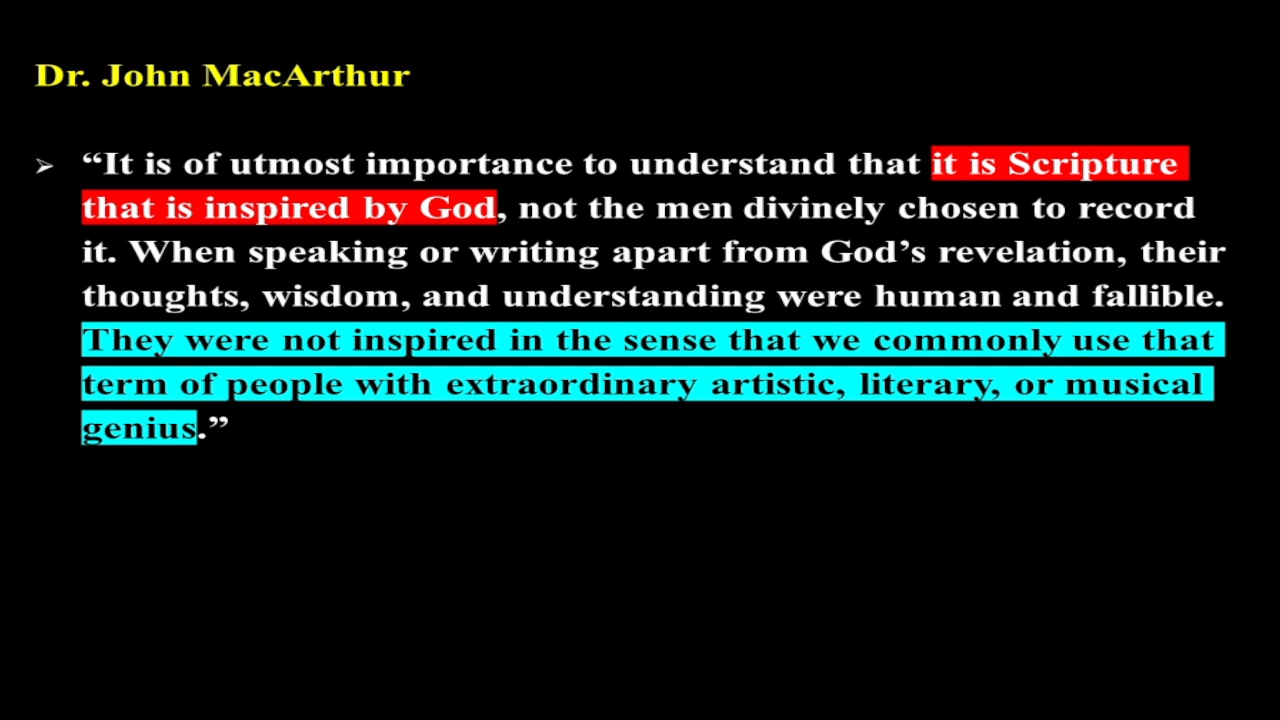 Dr. John MacArthur
➢ “It is of utmost importance to understand that it is Scripture
that is inspired by God, not the men divinely chosen to record
it. When speaking or writing apart from God’s revelation, their
thoughts, wisdom, and understanding were human and fallible.
They were not inspired in the sense that we commonly use that
term of people with extraordinary artistic, literary, or musical
genius.”